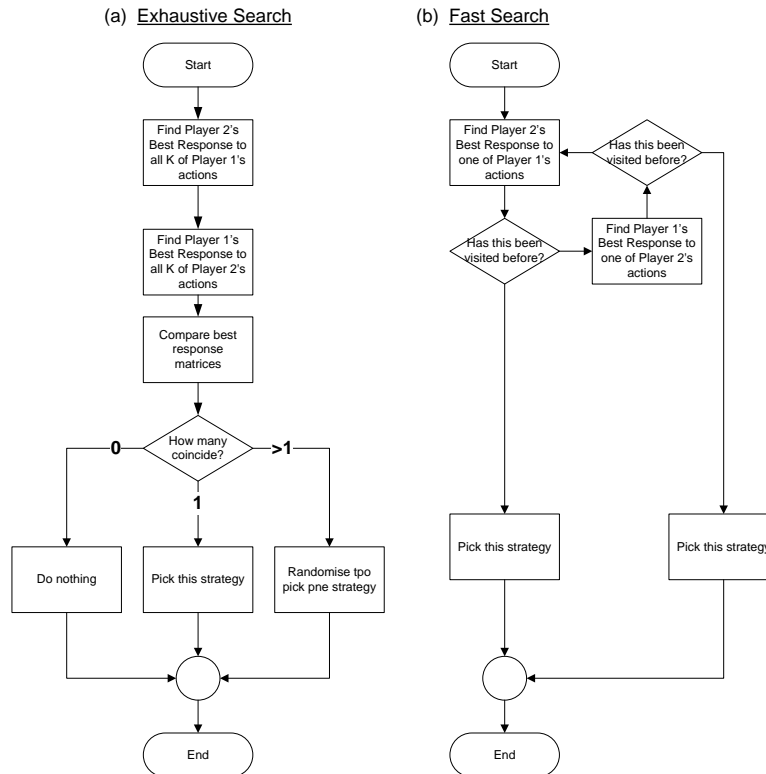 (a) Exhaustive Search
Start
Find Player 2's
Best Response to
all K of Player 1's
actions
Find Player 1's
Best Response to
all K of Player 2's
actions
Compare best
response
matrices
How many
coincide?
0
>1
1
Do nothing
Pick this strategy
Randomise tpo
pick pne strategy
End
(b) Fast Search
Start
Find Player 2's
Best Response to
one of Player 1's
actions
Has this been
visited before?
Has this been
visited before?
Find Player 1's
Best Response to
one of Player 2's
actions
Pick this strategy
Pick this strategy
End